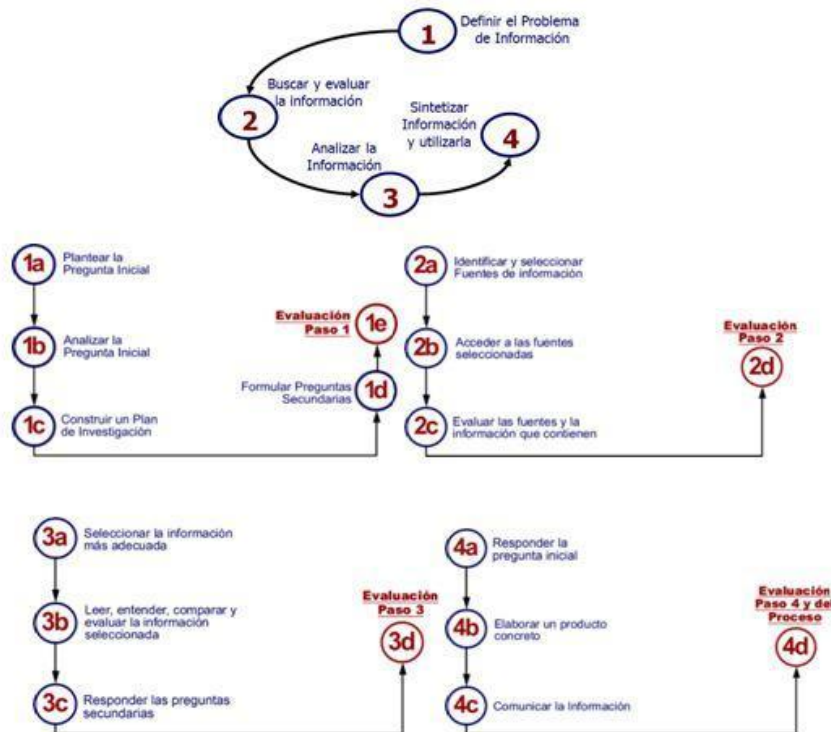 1
Definir el Problema
de Información
Buscar y evaluar
la información
2
Sintetizar
Información
y utilizarla
4
Analizar la
Información
3
1a
Plantear la
Pregunta Inicial
1b
Analizar la
Pregunta Inicial
1c
Construir un Plan
de Investigación
Formular Preguntas
Secundarias
1d
Evaluación
Paso 1
1e
2a
Identificar y seleccionar
Fuentes de información
2b
Acceder a las fuentes
seleccionadas
2c
Evaluar las fuentes y la
información que contienen
Evaluación
Paso 2
2d
3a
Seleccionar la información
más adecuada
3b
Leer, entender, comparar y
evaluar la información
seleccionada
3c
Responder las preguntas
secundarias
Evaluación
Paso 3
3d
4a
Responder la
pregunta inicial
4b
Elaborar un producto
concreto
4c
Comunicar la Información
Evaluación
Paso 4 y del
Proceso
4d